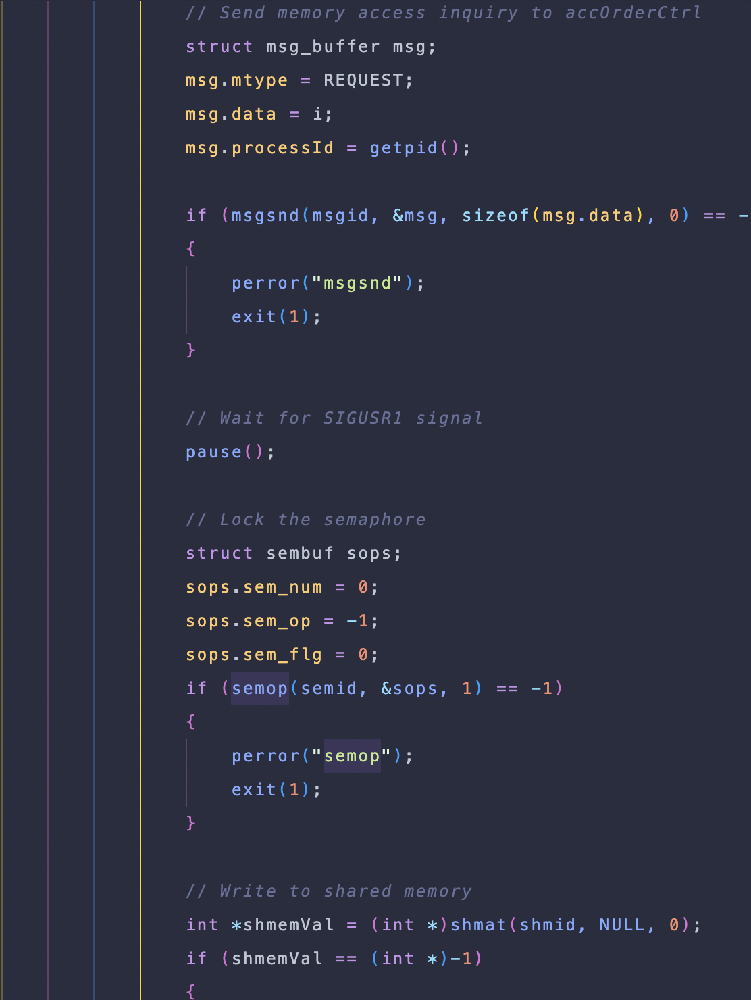 // Send memory access inquiry to accOrderCtrl
struct msg_buffer msg;
msg.mtype = REQUEST;
msg.data = i;
msg.processId = getpid();
if (msgsnd(msgid, &msg, sizeof(msg.data), 0) == -
{
perror("msgsnd");
exit(1);
}
// Wait for SIGUSR1 signal
pause();
// Lock the semaphore
struct sembuf sops;
sops.sem_num = 0;
sops.sem_op = -1;
sops.sem_flg = 0;
if (semop(semid, &sops, 1) == -1)
{
perror("semop");
exit(1);
}
// Write to shared memory
int *shmemVal = (int *)shmat(shmid, NULL, 0);
if (shmemVal == (int *)-1)
{